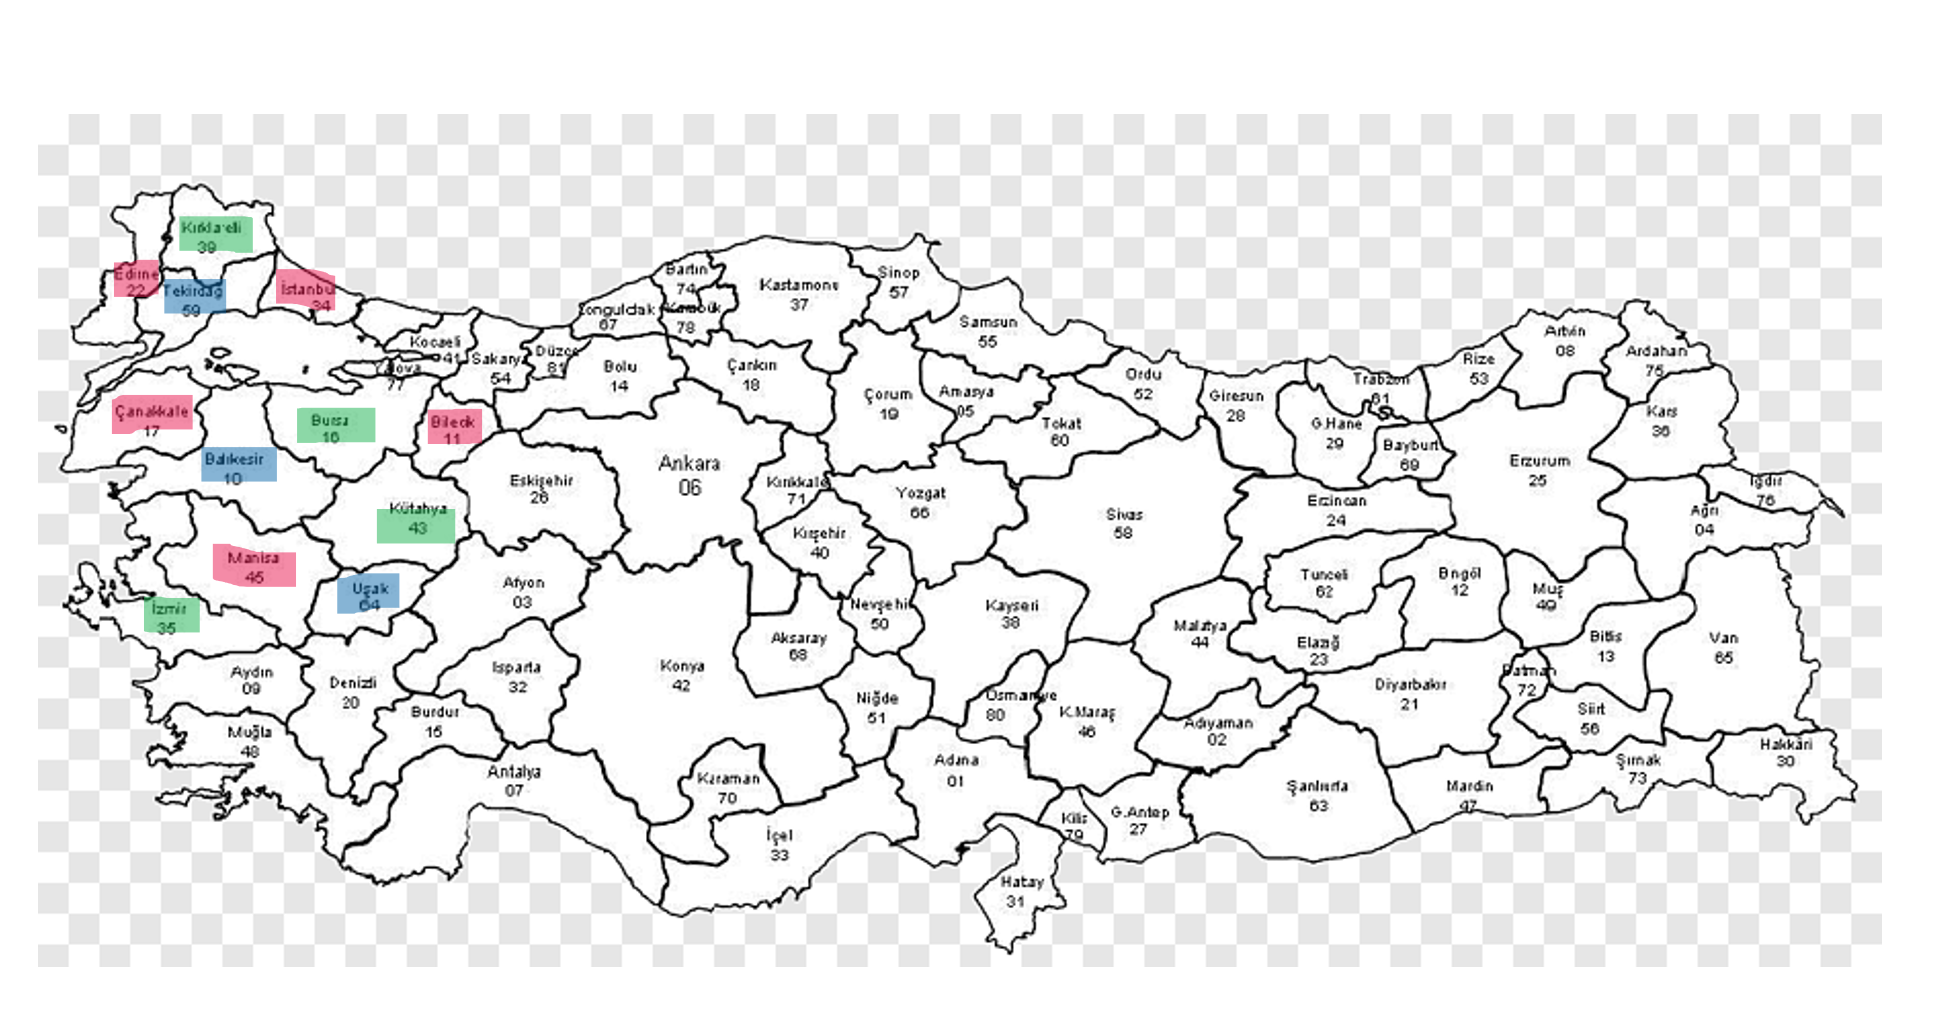 Kırklareli
39
Edirne
22
Tekirdağ
59
İstanbul
34
Bartın
74
Kastamonu
37
Sinop
57
Zonguldak
67
Karabük
78
Samsun
55
Kocaeli
41
Yalova
77
Sakarya
54
Düzce
81
Bolu
14
Çankırı
18
Çorum
19
Amasya
05
Tokat
60
Ordu
52
Giresun
28
G.Hane
29
Trabzon
61
Bayburt
69
Rize
53
Artvin
08
Ardahan
75
Kars
36
Iğdır
76
Ağrı
04
Çanakkale
17
Bursa
16
Bilecik
11
Balıkesir
10
Kütahya
43
Eskişehir
26
Ankara
06
Kırıkkale
71
Yozgat
66
Kırşehir
40
Sivas
58
Erzincan
24
Erzurum
25
Manisa
45
Uşak
64
İzmir
35
Afyon
03
Tunceli
62
Bingöl
12
Muş
49
Bitlis
13
Van
65
Aydın
09
Denizli
20
Isparta
32
Konya
42
Aksaray
68
Nevşehir
50
Kayseri
38
Malatya
44
Elazığ
23
Diyarbakır
21
Batman
72
Siirt
56
Muğla
48
Burdur
15
Antalya
07
Karaman
70
İçel
33
Niğde
51
Adana
01
Osmaniye
80
K.Maraş
46
Adıyaman
02
Şanlıurfa
63
Mardin
47
Şırnak
73
Hakkâri
30
Kilis
79
G.Antep
27
Hatay
31